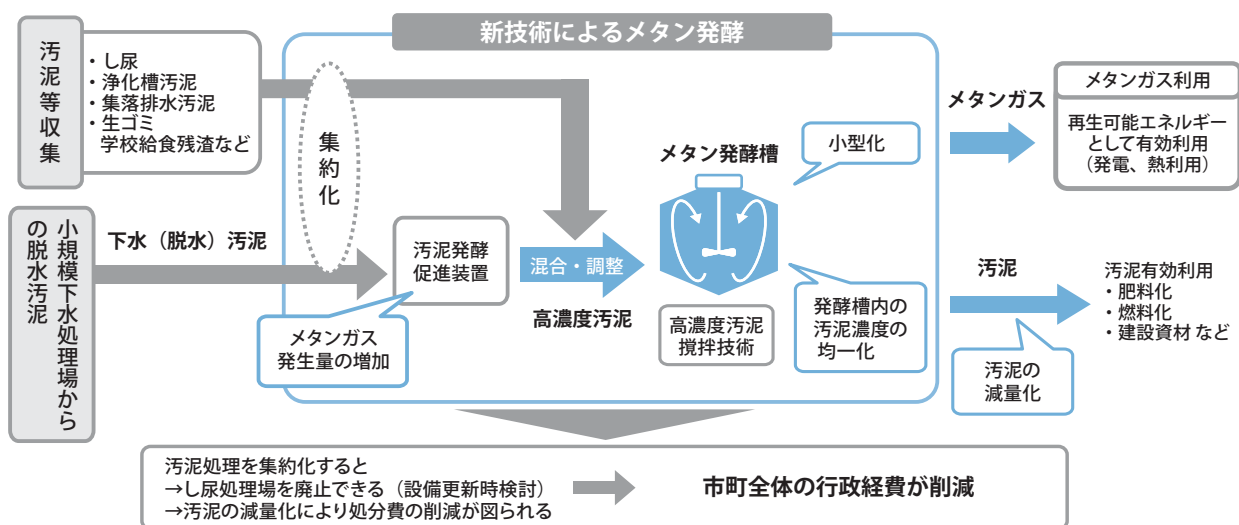 新技術によるメタン発酵
汚泥等収集
・し尿
・浄化槽汚泥
・集落排水汚泥
・生ゴミ
学校給食残渣など
集約化
小規模下水処理場から
の脱水汚泥
下水（脱水）汚泥
汚泥発酵
促進装置
メタンガス
発生量の増加
混合・調整
高濃度汚泥
メタン発酵槽
小型化
高濃度汚泥
撹拌技術
発酵槽内の
汚泥濃度の
均一化
メタンガス
メタンガス利用
再生可能エネルギー
として有効利用
（発電、熱利用）
汚泥
汚泥の
減量化
汚泥有効利用
・肥料化
・燃料化
・建設資材 など
汚泥処理を集約化すると
→し尿処理場を廃止できる（設備更新時検討）
→汚泥の減量化により処分費の削減が図られる
市町全体の行政経費が削減